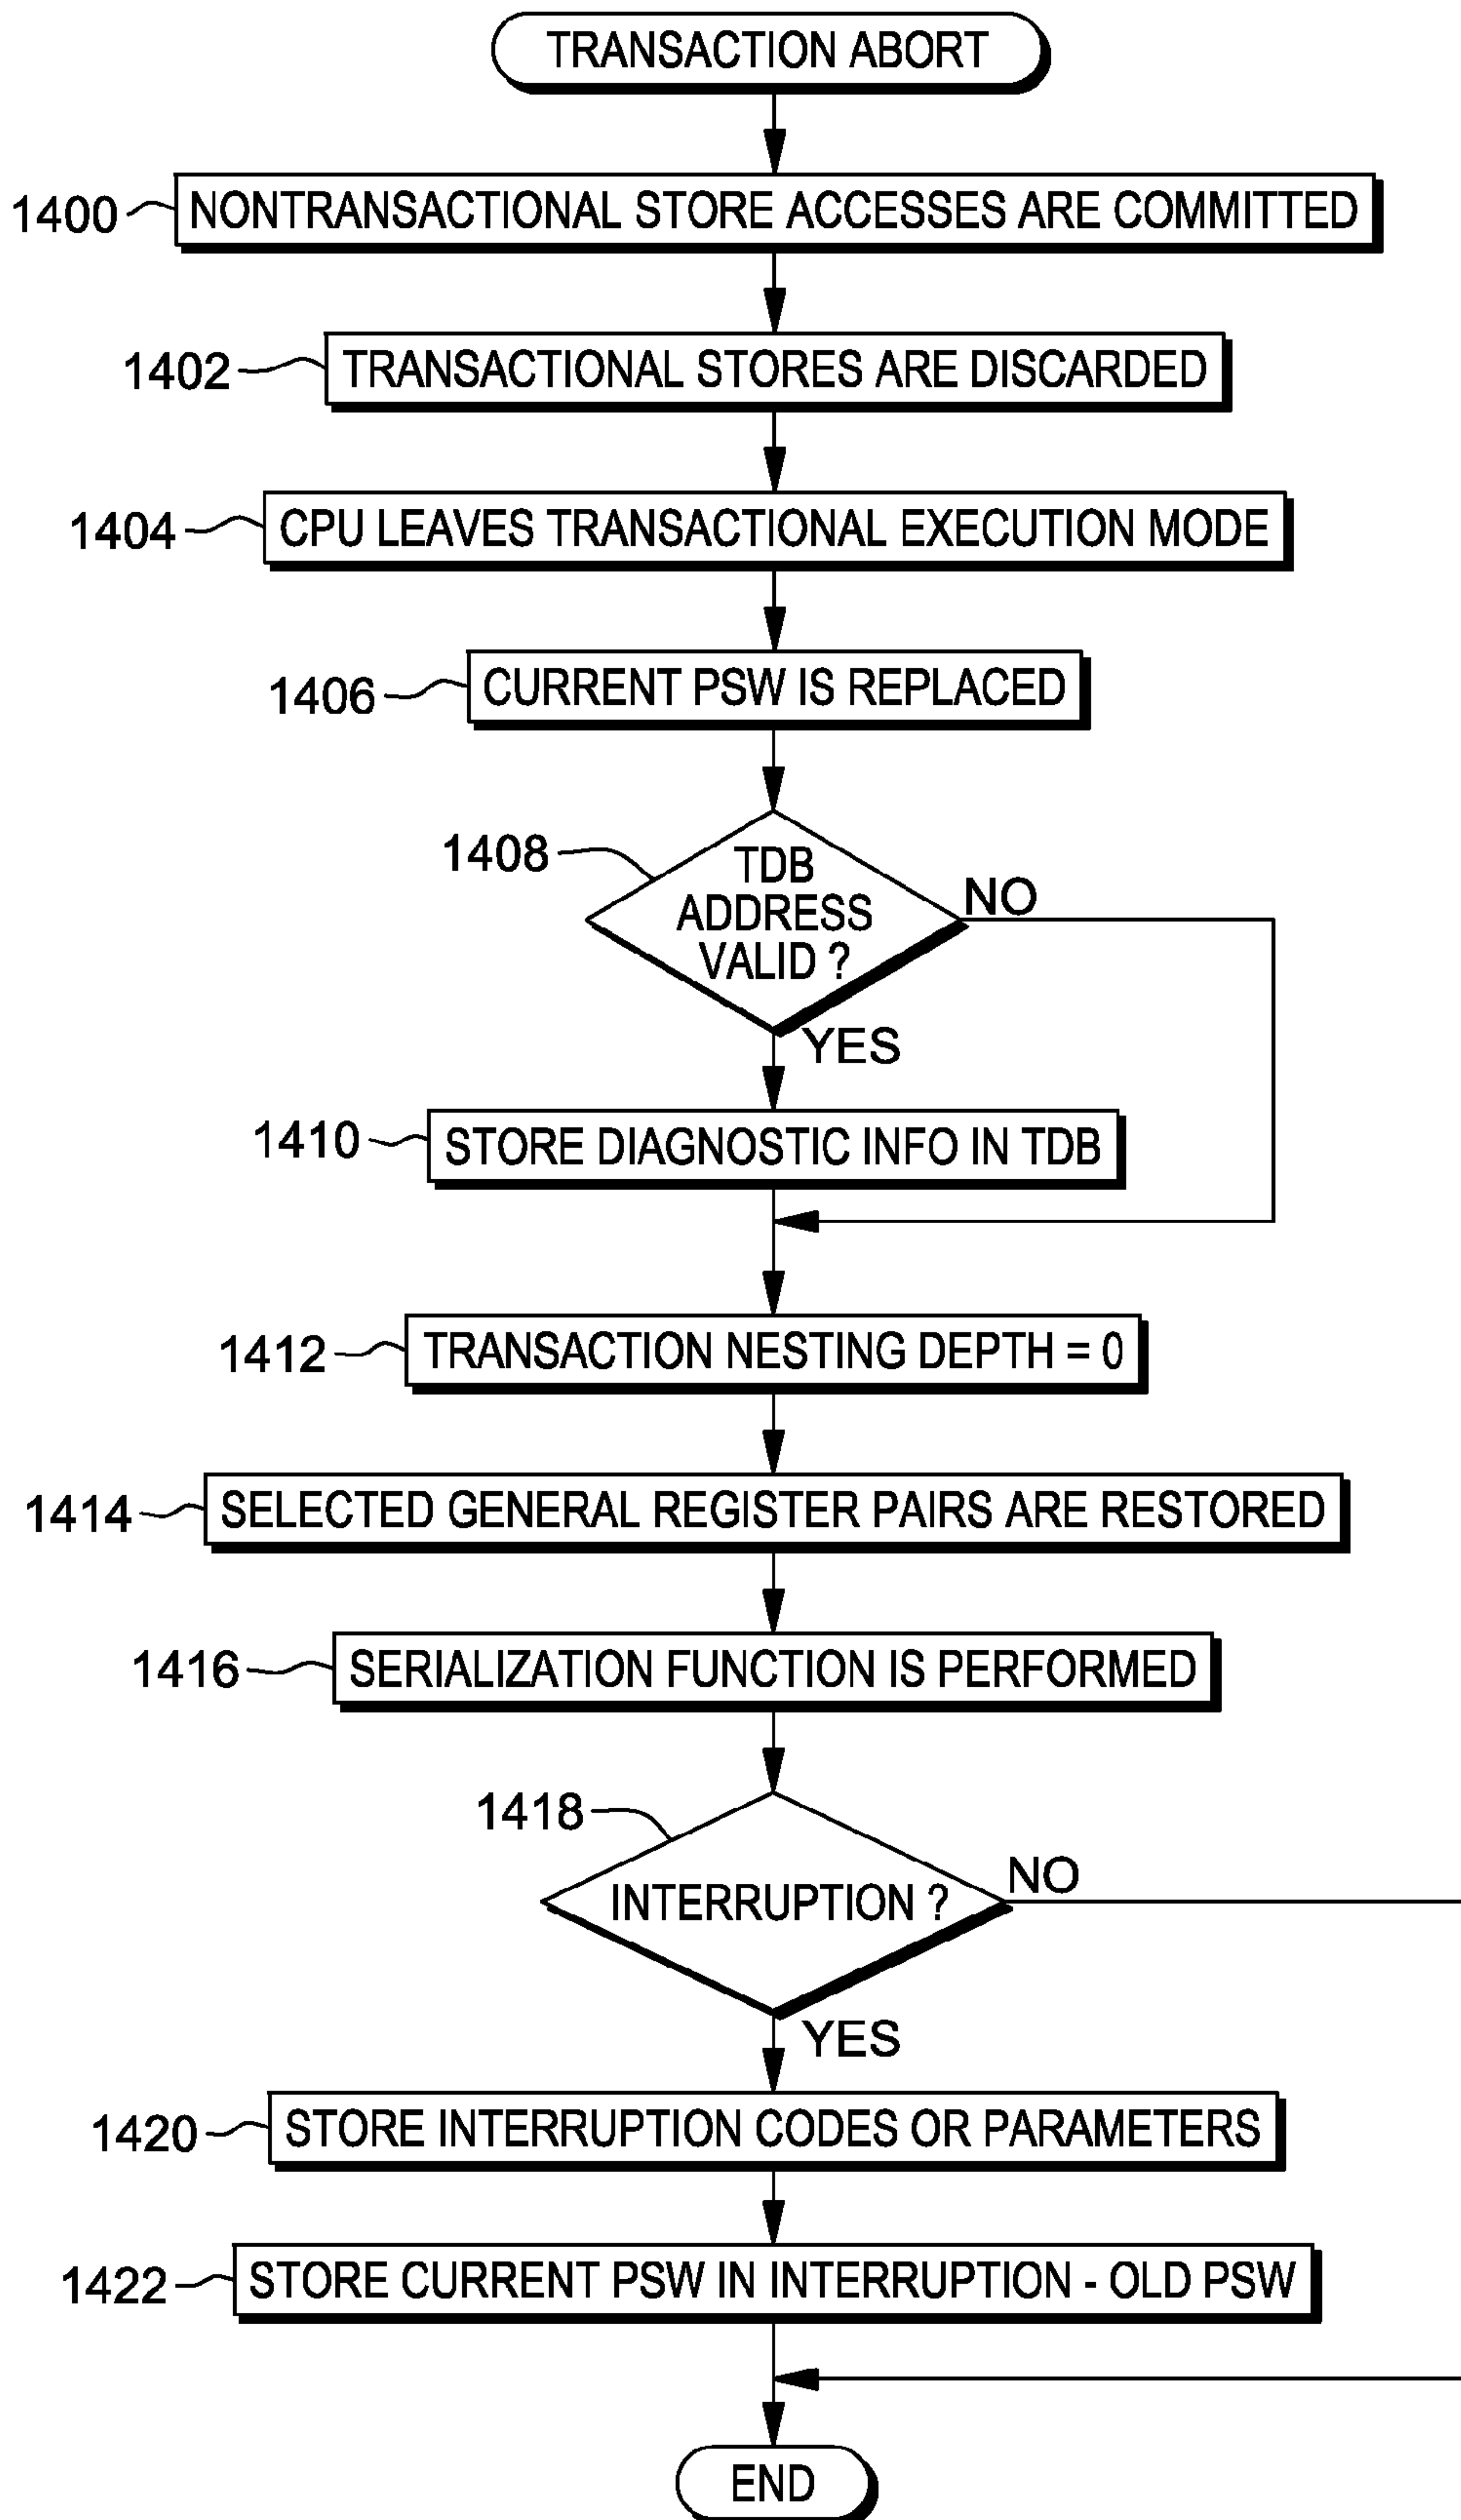 TRANSACTION ABORT
1400
NONTRANSACTIONAL STORE ACCESSES ARE COMMITTED
1402
TRANSACTIONAL STORES ARE DISCARDED
1404
CPU LEAVES TRANSACTIONAL EXECUTION MODE
1406
CURRENT PSW IS REPLACED
1408
TDB
ADDRESS
VALID ?
NO
YES
1410
STORE DIAGNOSTIC INFO IN TDB
1412
TRANSACTION NESTING DEPTH = 0
1414
SELECTED GENERAL REGISTER PAIRS ARE RESTORED
1416
SERIALIZATION FUNCTION IS PERFORMED
1418
INTERRUPTION ?
NO
YES
1420
STORE INTERRUPTION CODES OR PARAMETERS
1422
STORE CURRENT PSW IN INTERRUPTION - OLD PSW
END